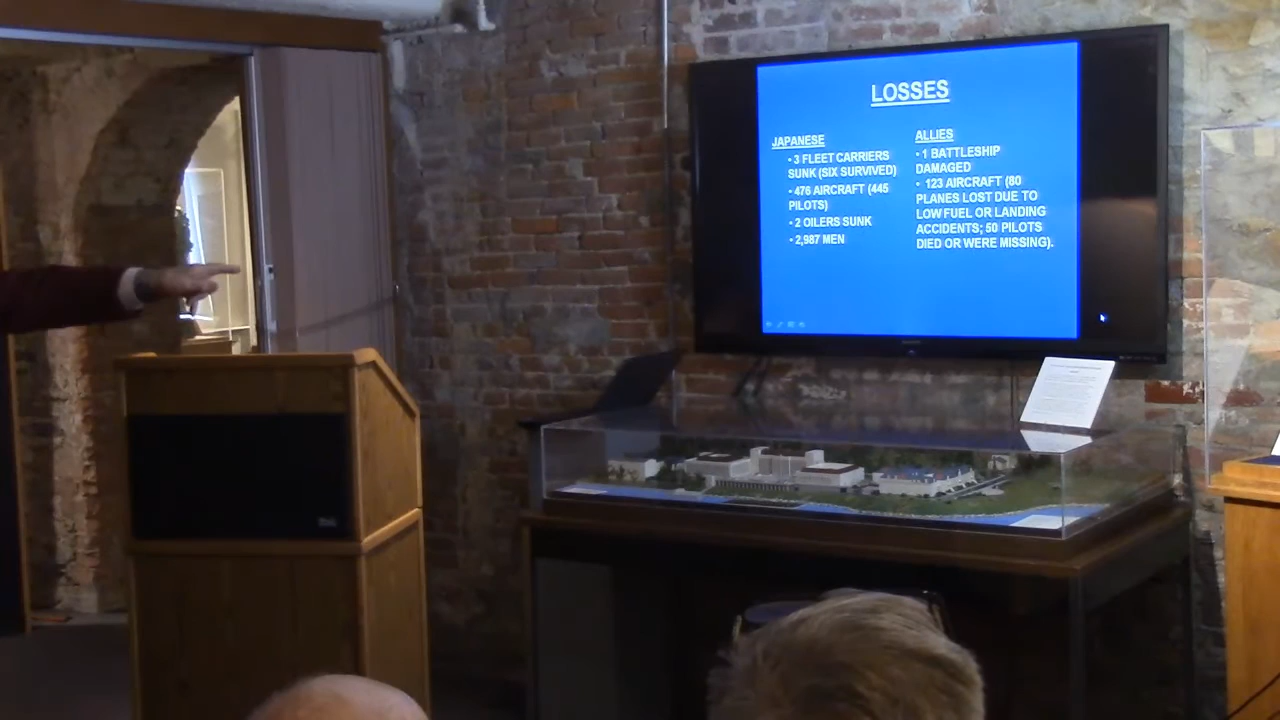 LOSSES
JAPANESE
• 3 FLEET CARRIERS
SUNK (SIX SURVIVED)
• 476 AIRCRAFT (445
PILOTS)
• 2 OILERS SUNK
• 2,987 MEN
ALLIES
• 1 BATTLESHIP
DAMAGED
• 123 AIRCRAFT (80
PLANES LOST DUE TO
LOW FUEL OR LANDING
ACCIDENTS; 50 PILOTS
DIED OR WERE MISSING).